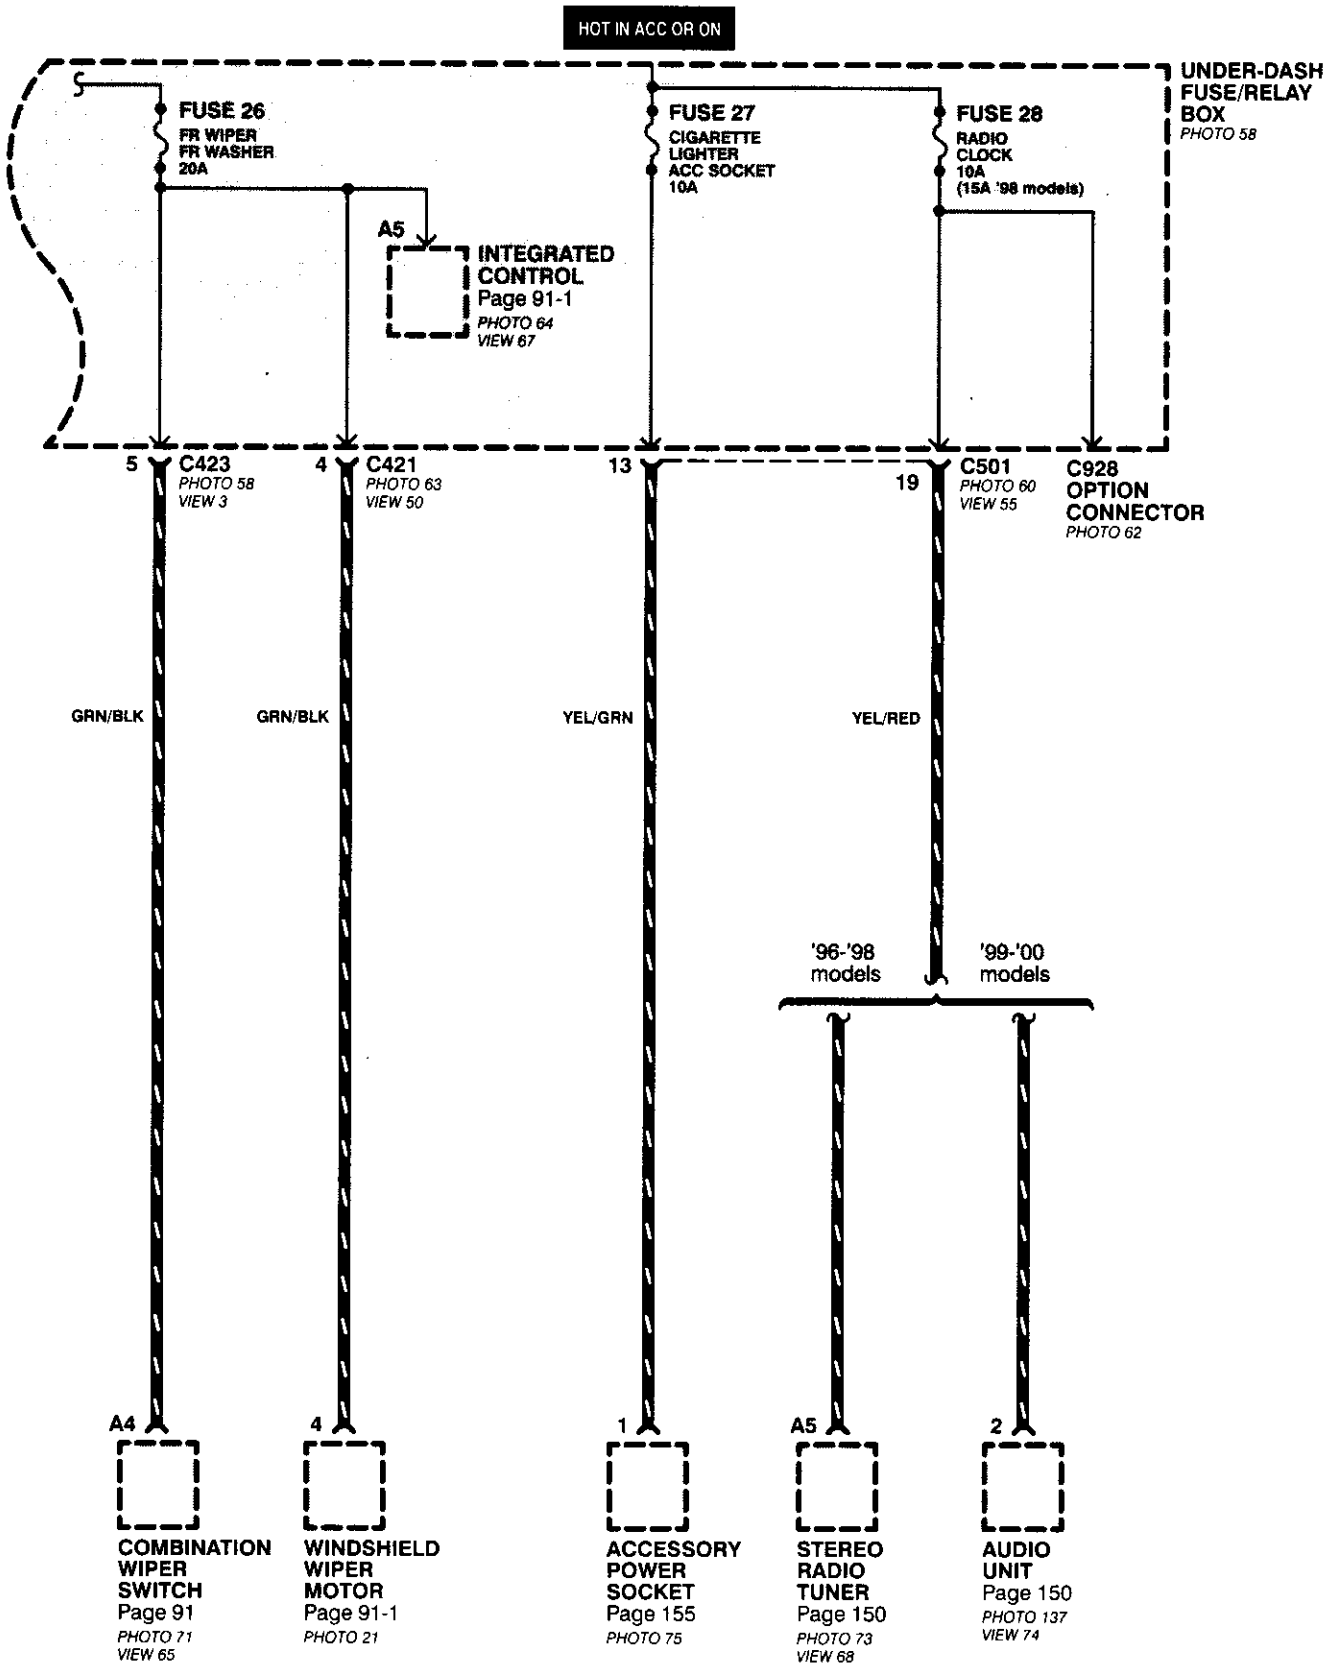 HOT IN ACC OR ON
UNDER-DASH
FUSE/RELAY
BOX
PHOTO 58
FUSE 26
FR WIPER
FR WASHER
20A
FUSE 27
CIGARETTE
LIGHTER
ACC SOCKET
10A
FUSE 28
RADIO
CLOCK
10A
(15A '98 models)
A5
INTEGRATED
CONTROL
Page 91-1
PHOTO 64
VIEW 67
5
C423
PHOTO 58
VIEW 3
4
C421
PHOTO 63
VIEW 50
13
19
C501
PHOTO 60
VIEW 55
C928
OPTION
CONNECTOR
PHOTO 62
GRN/BLK
GRN/BLK
YEL/GRN
YEL/RED
'96-'98
models
'99-'00
models
A4
COMBINATION
WIPER
SWITCH
Page 91
PHOTO 71
VIEW 65
4
WINDSHIELD
WIPER
MOTOR
Page 91-1
PHOTO 21
1
ACCESSORY
POWER
SOCKET
Page 155
PHOTO 75
A5
STEREO
RADIO
TUNER
Page 150
PHOTO 73
VIEW 68
2
AUDIO
UNIT
Page 150
PHOTO 137
VIEW 74